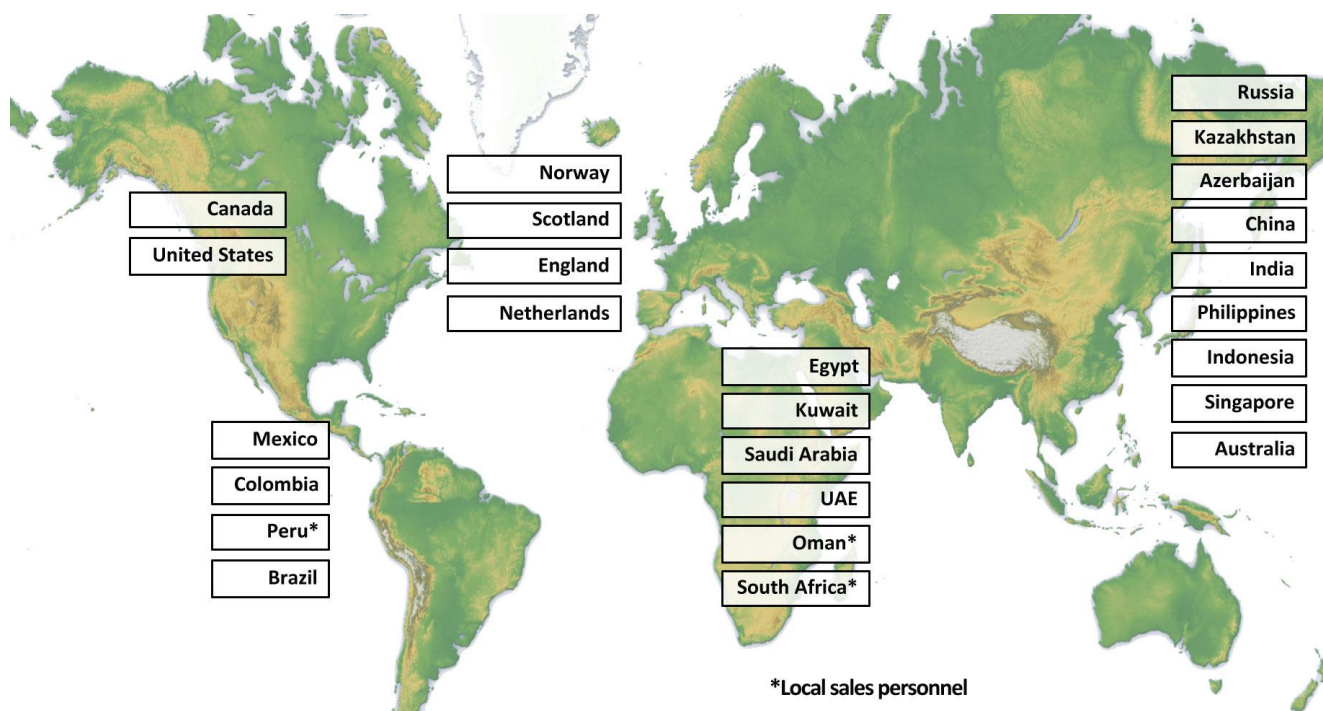 Canada
United States
Mexico
Colombia
Peru*
Brazil
Norway
Scotland
England
Netherlands
Egypt
Kuwait
Saudi Arabia
UAE
Oman*
South Africa*
Russia
Kazakhstan
Azerbaijan
China
India
Philippines
Indonesia
Singapore
Australia
*Local sales personnel